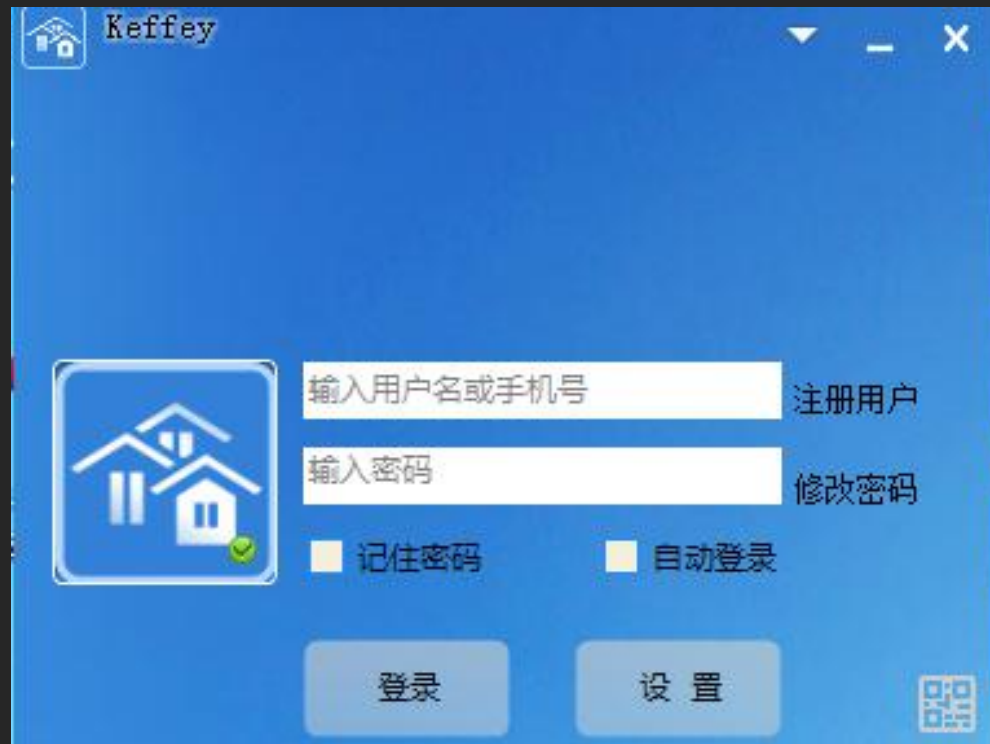 Keffey
输入用户名或手机号
注册用户
输入密码
修改密码
记住密码
自动登录
登录
设 置